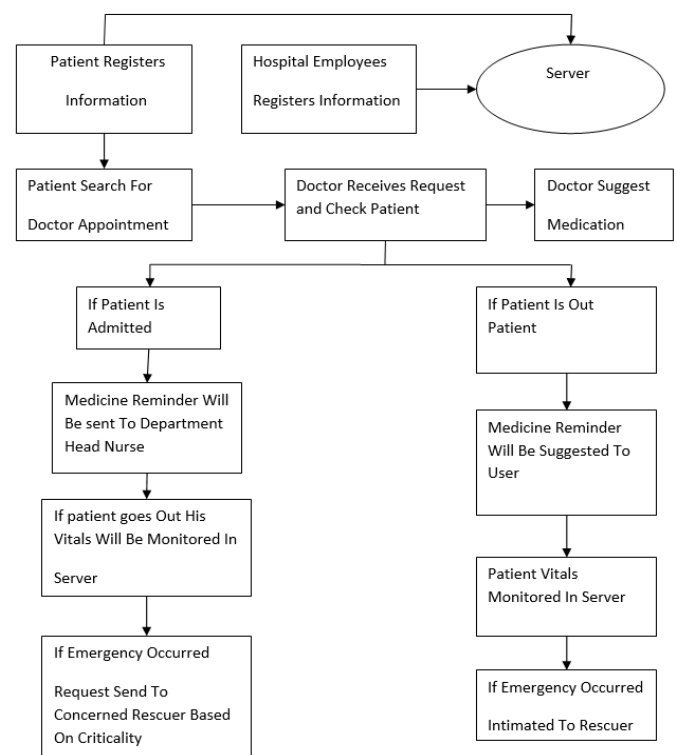 Patient Registers
Information
Hospital Employees
Registers Information
Server
Patient Search For
Doctor Appointment
Doctor Receives Request
and Check Patient
Doctor Suggest
Medication
If Patient Is
Admitted
If Patient Is Out
Patient
Medicine Reminder Will
Be sent To Department
Head Nurse
Medicine Reminder
Will Be Suggested To
User
If patient goes Out His
Vitals Will Be Monitored In
Server
Patient Vitals
Monitored In Server
If Emergency Occurred
Request Send To
Concerned Rescuer Based
On Criticality
If Emergency Occurred
Intimated To Rescuer